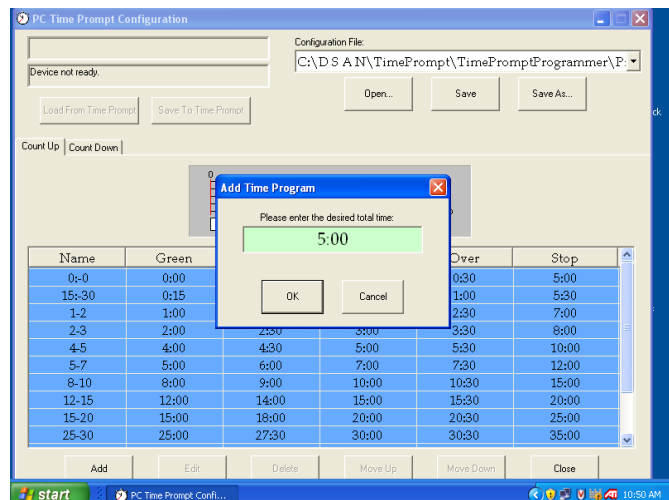 PC Time Prompt Configuration
Configuration File:
C:\D S A N\TimePrompt\TimePromptProgrammer\P
Device not ready.
Open... Save Save As...
Load From Time Prompt Save To Time Prompt
Count Up Count Down
0
Add Time Program
Please enter the desired total time:
5:00
OK Cancel
Name Green Over Stop
0:-0 0:00 0:30 5:00
15:-30 0:15 1:00 5:30
1-2 1:00 2:30 7:00
2-3 2:00 2:30 3:00 3:30 8:00
4-5 4:00 4:30 5:00 5:30 10:00
5-7 5:00 6:00 7:00 7:30 12:00
8-10 8:00 9:00 10:00 10:30 15:00
12-15 12:00 14:00 15:00 15:30 20:00
15-20 15:00 18:00 20:00 20:30 25:00
25-30 25:00 27:30 30:00 30:30 35:00
Add Edit Delete Move Up Move Down Close
start PC Time Prompt Confi... 10:50 AM